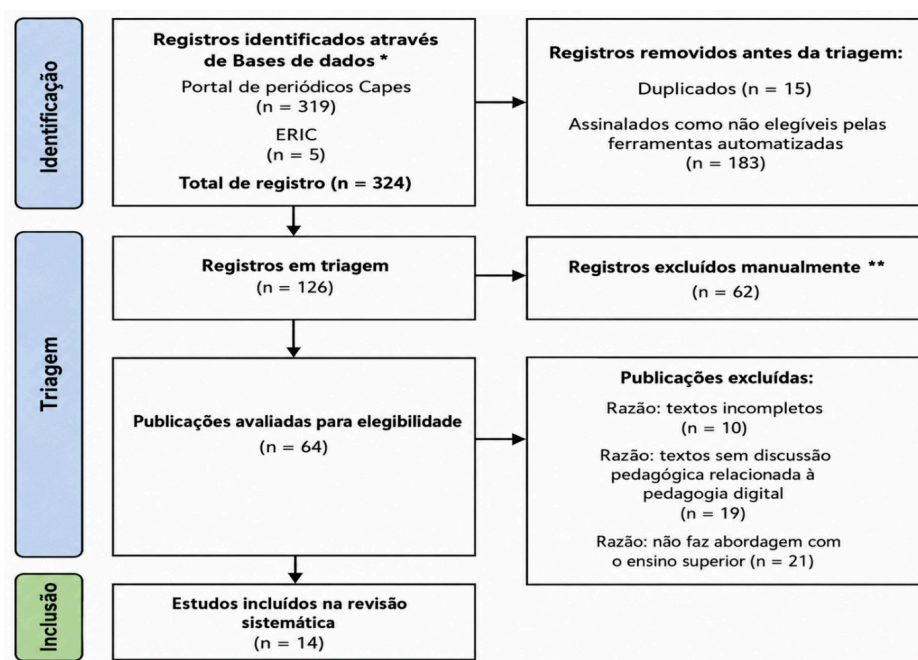 Identificação
Registros identificados através
de Bases de dados *
Portal de periódicos Capes
(n = 319)
ERIC
(n = 5)
Total de registro (n = 324)
Registros removidos antes da triagem:
Duplicados (n = 15)
Assinalados como não elegíveis pelas
ferramentas automatizadas
(n = 183)
Triagem
Registros em triagem
(n = 126)
Registros excluídos manualmente **
(n = 62)
Publicações avaliadas para elegibilidade
(n = 64)
Publicações excluídas:
Razão: textos incompletos
(n = 10)
Razão: textos sem discussão
pedagógica relacionada à
pedagogia digital
(n = 19)
Razão: não faz abordagem com
o ensino superior (n = 21)
Inclusão
Estudos incluídos na revisão
sistemática
(n = 14)